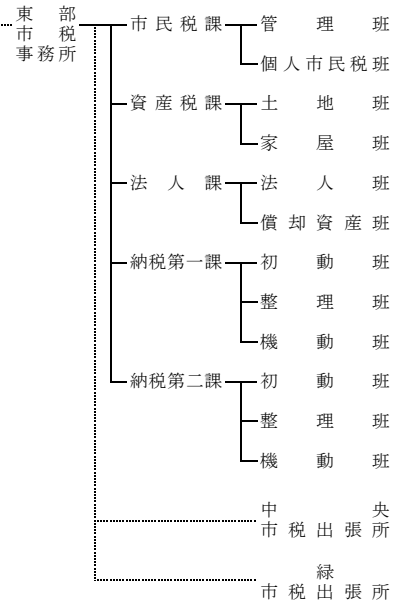 東部
市税
事務所
市民税課
管理班
個人市民税班
資産税課
土地班
家屋班
法人課
法人班
償却資産班
納税第一課
初動班
整理班
機動班
納税第二課
初動班
整理班
機動班
中央
市税出張所
緑
市税出張所